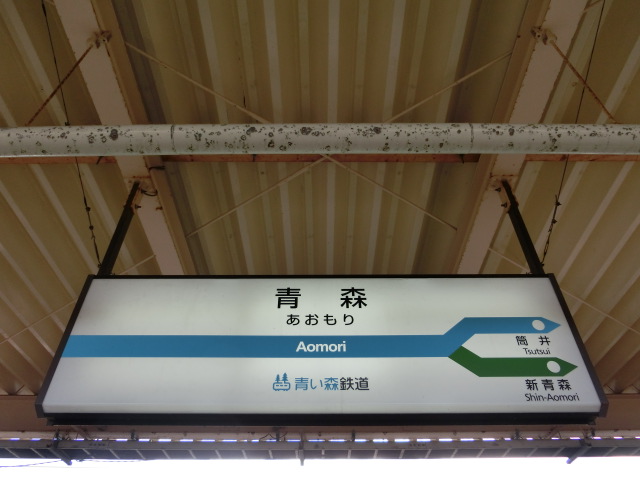 青森
あおもり
Aomori
筒井
Tsutsui
青い森鉄道
新青森
Shin-Aomori